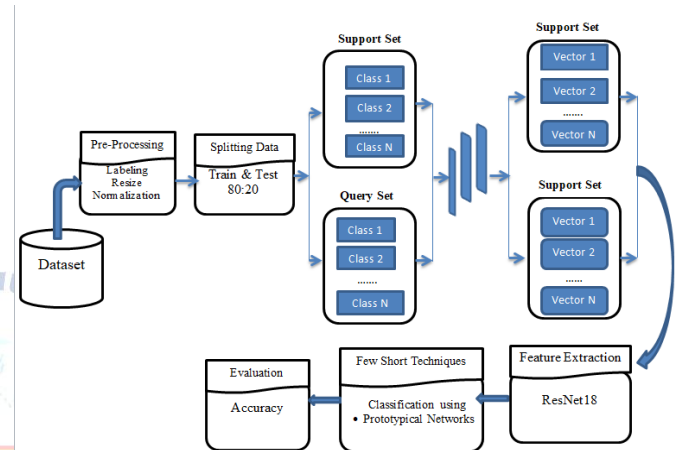 Dataset
Pre-Processing
Labeling
Resize
Normalization
Splitting Data
Train & Test
80:20
Support Set
Class 1
Class 2
.......
Class N
Query Set
Class 1
Class 2
.......
Class N
Support Set
Vector 1
Vector 2
.......
Vector N
Support Set
Vector 1
Vector 2
......
Vector N
Feature Extraction
ResNet18
Few Short Techniques
Classification using
• Prototypical Networks
Evaluation
Accuracy